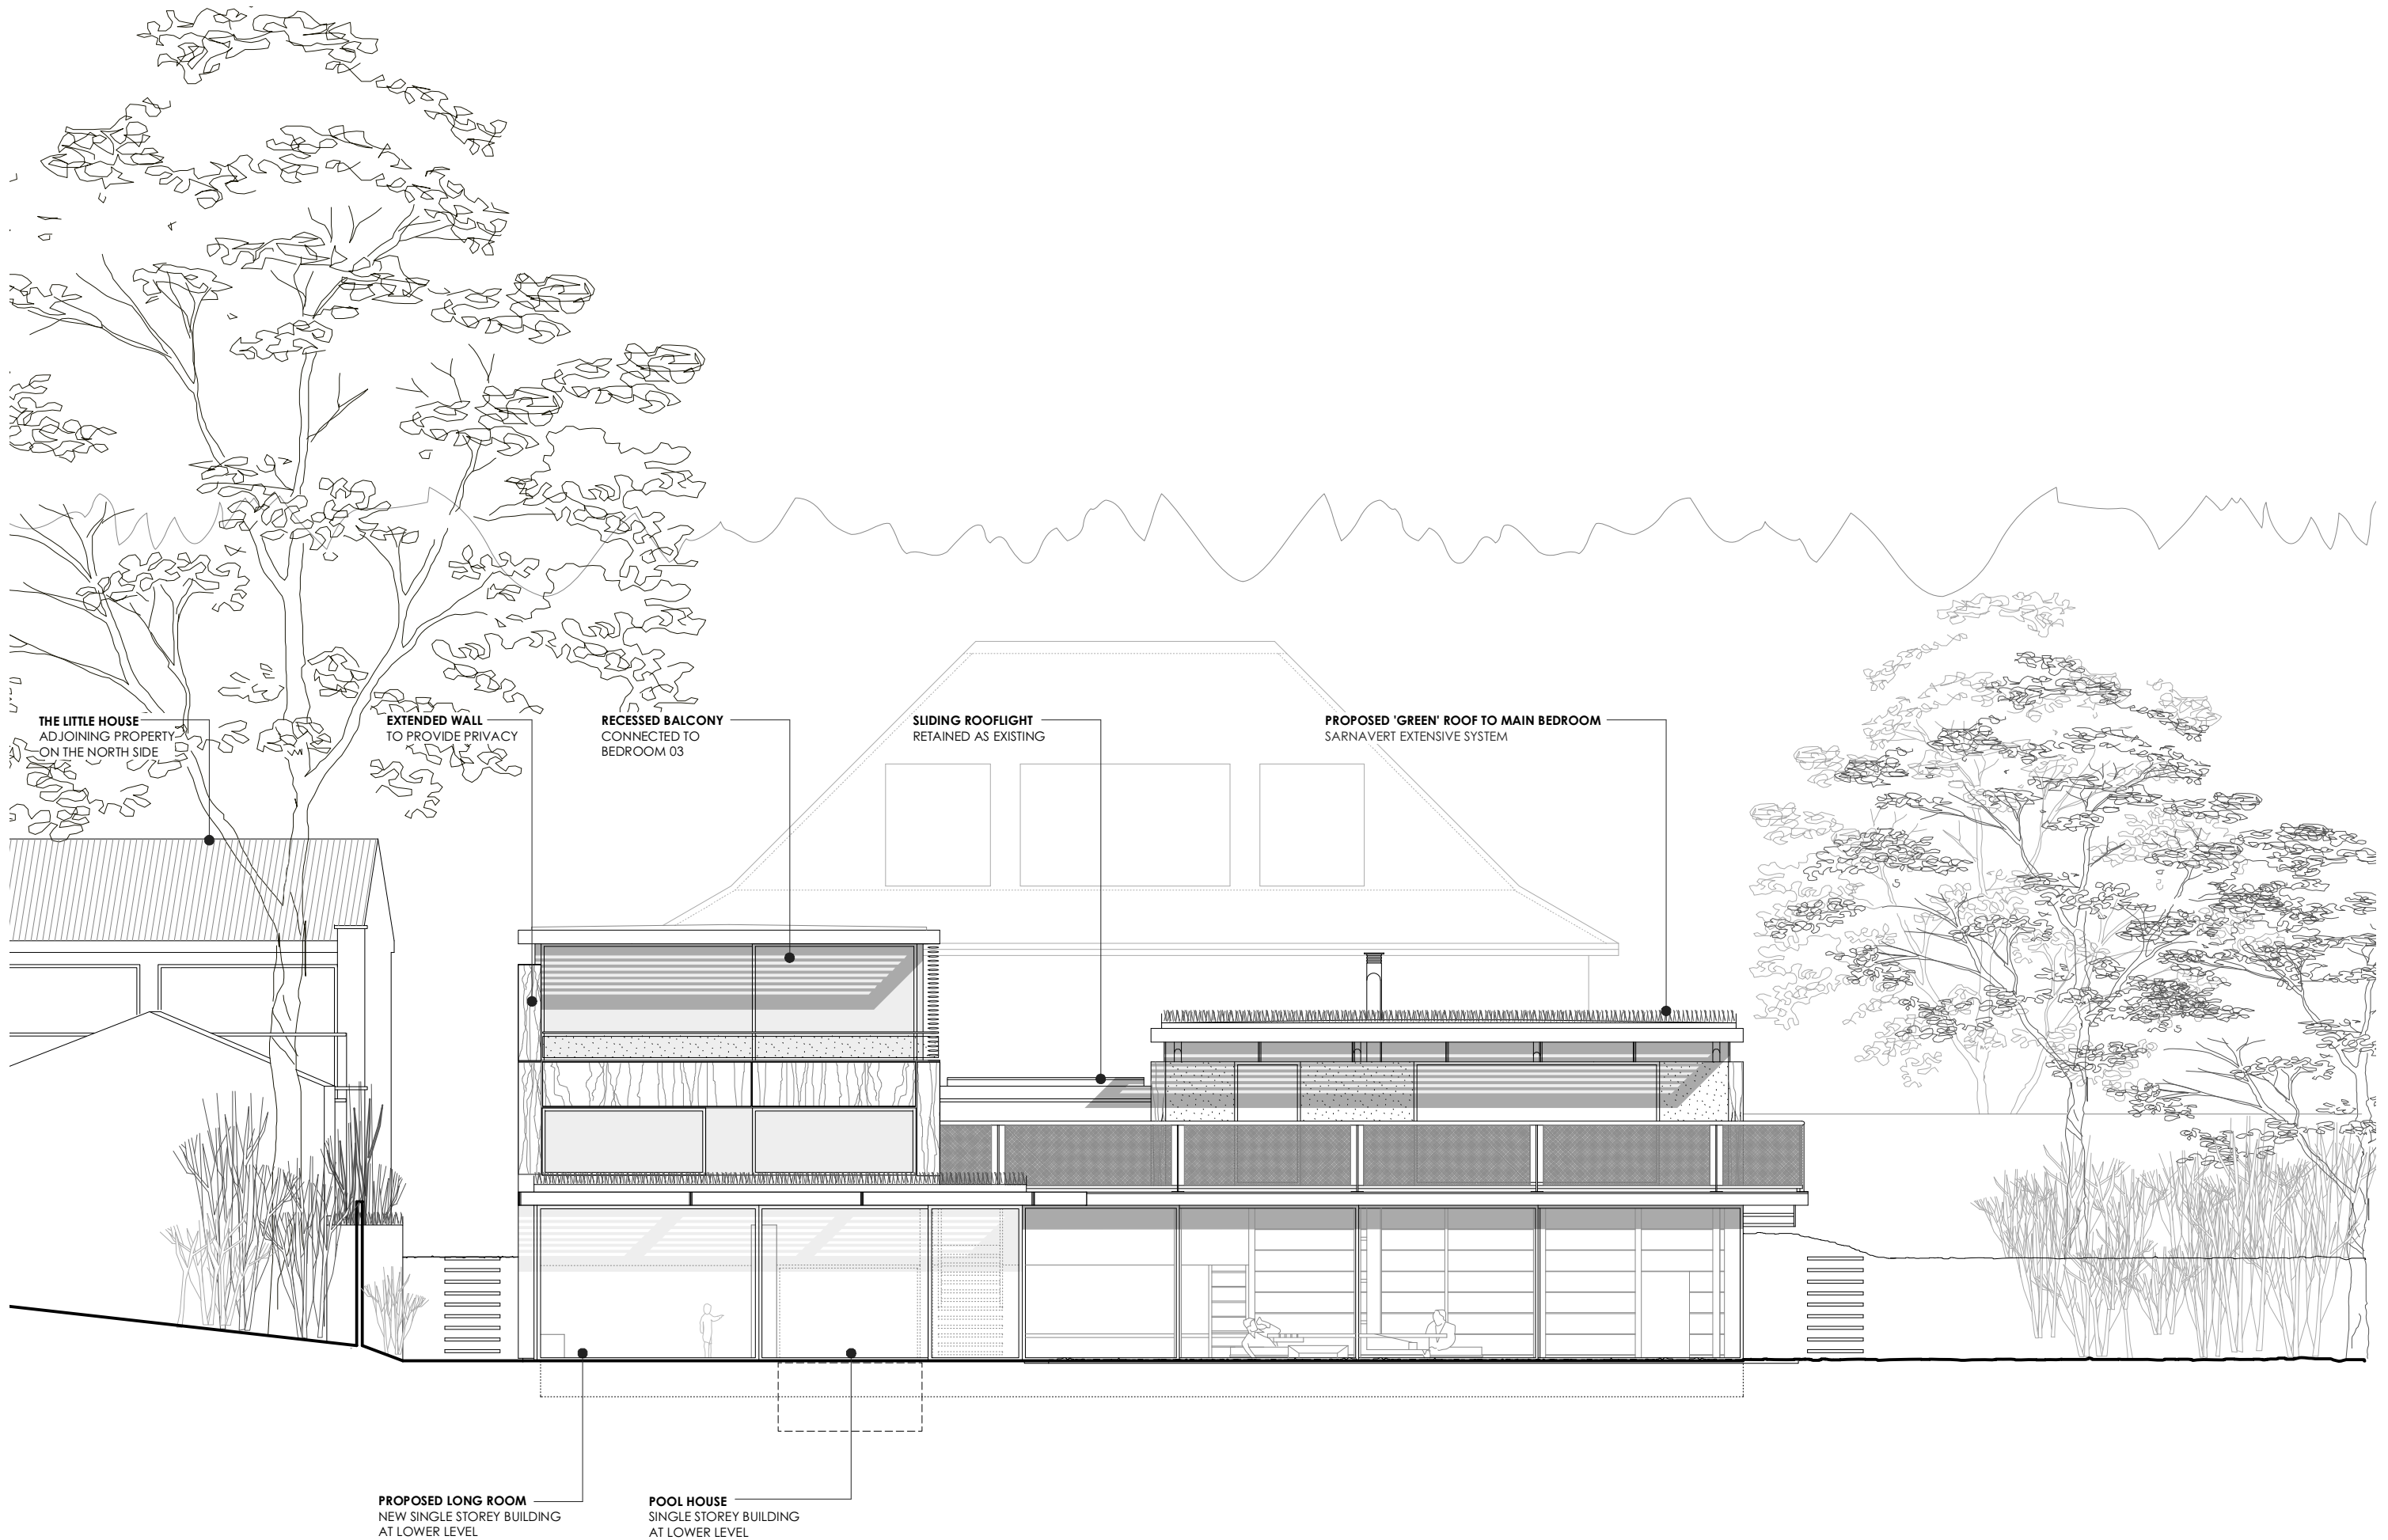 THE LITTLE HOUSE
ADJOINING PROPERTY
ON THE NORTH SIDE
EXTENDED WALL
TO PROVIDE PRIVACY
RECESSED BALCONY
CONNECTED TO
BEDROOM 03
SLIDING ROOFLIGHT
RETAINED AS EXISTING
PROPOSED 'GREEN' ROOF TO MAIN BEDROOM
SARNAVERT EXTENSIVE SYSTEM
PROPOSED LONG ROOM
NEW SINGLE STOREY BUILDING
AT LOWER LEVEL
POOL HOUSE
SINGLE STOREY BUILDING
AT LOWER LEVEL